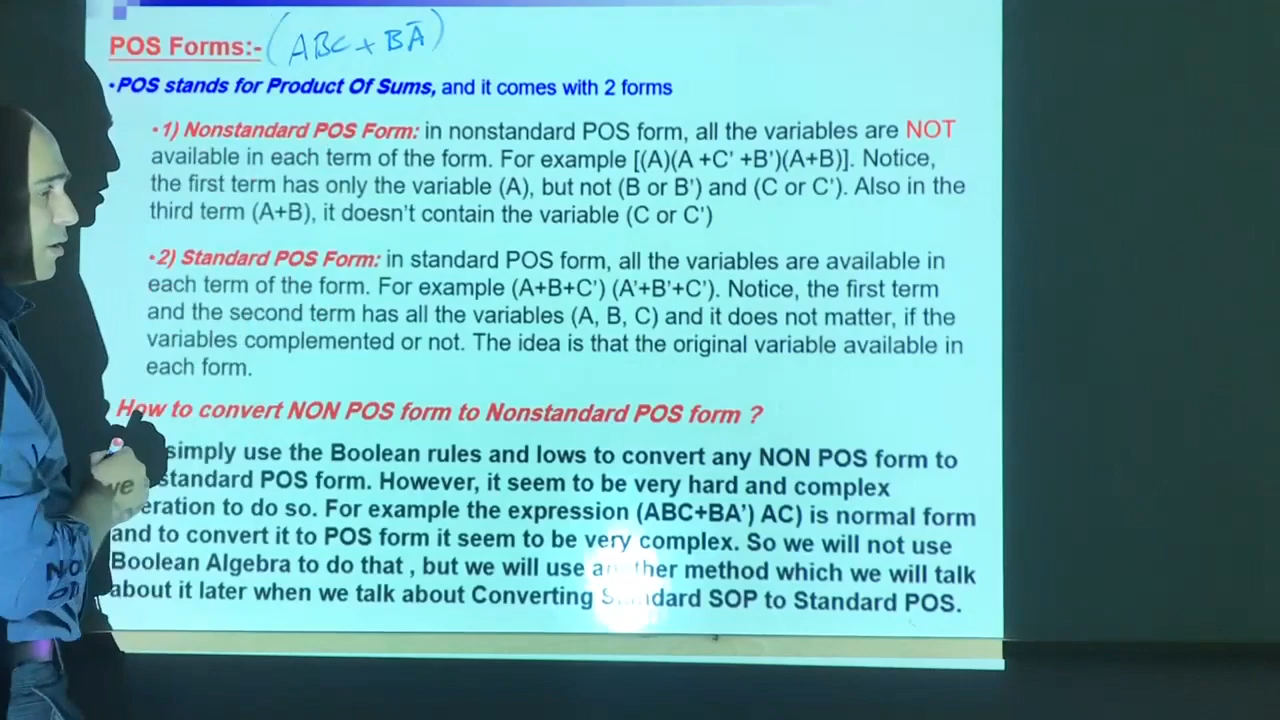 POS Forms:- (ABC + BĀ)
•POS stands for Product Of Sums, and it comes with 2 forms
•1) Nonstandard POS Form: in nonstandard POS form, all the variables are NOT
available in each term of the form. For example [(A)(A +C' +B')(A+B)]. Notice,
the first term has only the variable (A), but not (B or B') and (C or C'). Also in the
third term (A+B), it doesn't contain the variable (C or C')
•2) Standard POS Form: in standard POS form, all the variables are available in
each term of the form. For example (A+B+C') (A'+B'+C'). Notice, the first term
and the second term has all the variables (A, B, C) and it does not matter, if the
variables complemented or not. The idea is that the original variable available in
each form.
How to convert NON POS form to Nonstandard POS form ?
simply use the Boolean rules and lows to convert any NON POS form to
standard POS form. However, it seem to be very hard and complex
eration to do so. For example the expression (ABC+BA') AC) is normal form
and to convert it to POS form it seem to be very complex. So we will not use
Boolean Algebra to do that , but we will use another method which we will talk
about it later when we talk about Converting Standard SOP to Standard POS.